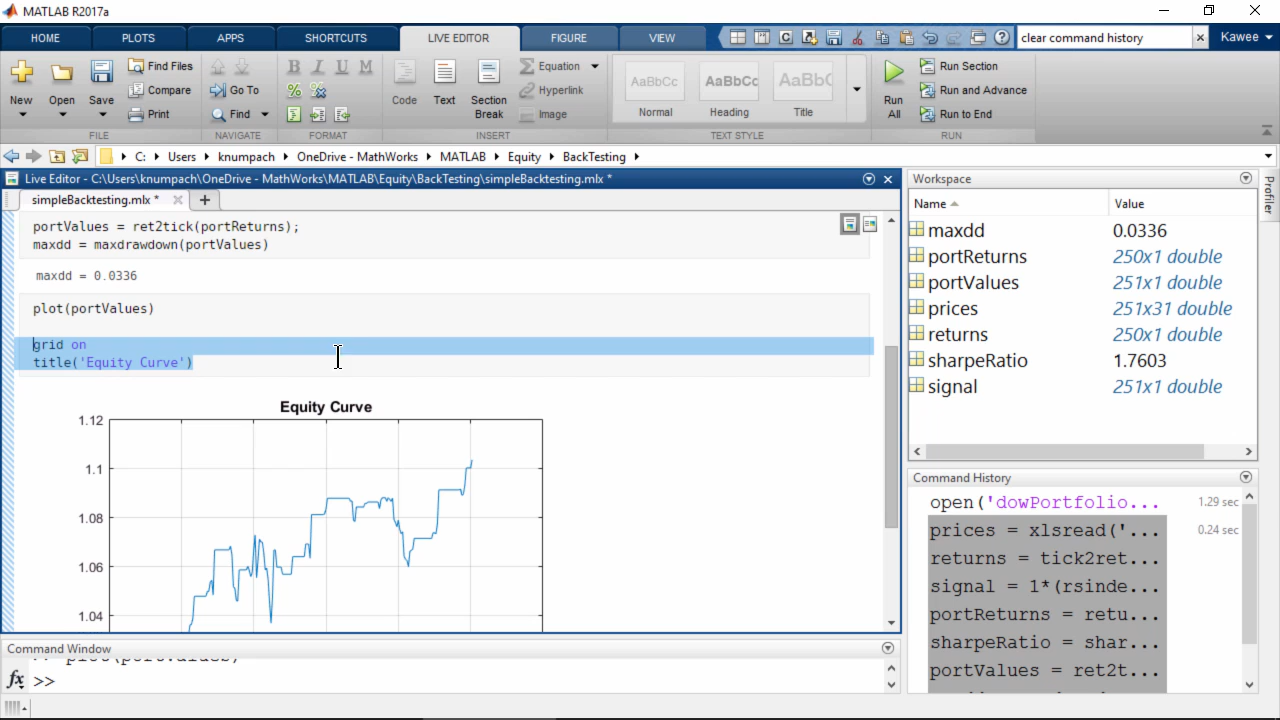 MATLAB R2017a
HOME PLOTS APPS SHORTCUTS LIVE EDITOR FIGURE VIEW clear command history Kawee
New Open Save Find Files Compare Print
Go To Find
B I U M
Code Text Section Break
Equation Hyperlink Image
AaBbCc AaBbCc AaBbC
Normal Heading Title
Run All Run Section Run and Advance Run to End
FILE NAVIGATE FORMAT INSERT TEXT STYLE RUN
C: Users knumpach OneDrive - MathWorks MATLAB Equity BackTesting
Live Editor - C:\Users\knumpach\OneDrive - MathWorks\MATLAB\Equity\BackTesting\simpleBacktesting.mlx *
simpleBacktesting.mlx *
portValues = ret2tick(portReturns);
maxdd = maxdrawdown(portValues)
maxdd = 0.0336
plot(portValues)
grid on
title('Equity Curve')
Equity Curve
1.12
1.1
1.08
1.06
1.04
Command Window
fx >>
Workspace
Name Value
maxdd 0.0336
portReturns 250x1 double
portValues 251x1 double
prices 251x31 double
returns 250x1 double
sharpeRatio 1.7603
signal 251x1 double
Command History
open('dowPortfolio... 1.29 sec
prices = xlsread('... 0.24 sec
returns = tick2ret...
signal = 1*(rsinde...
portReturns = retu...
sharpeRatio = shar...
portValues = ret2t...
Profiler